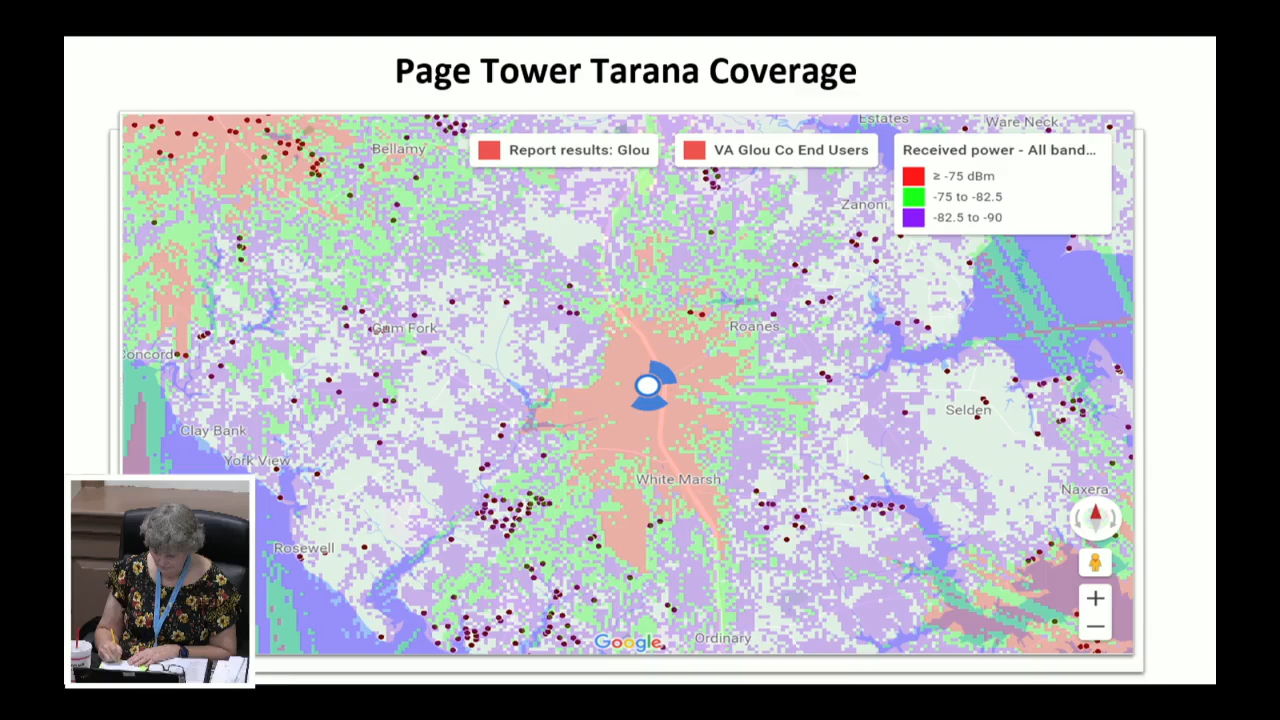 Page Tower Tarana Coverage
Estates
Ware Neck
Bellamy
Report results: Glou
VA Glou Co End Users
Received power - All band...
≥ -75 dBm
-75 to -82.5
-82.5 to -90
Zanoni
Gum Fork
Roanes
Concord
Selden
Clay Bank
York View
White Marsh
Naxera
Rosewell
Ordinary
Google